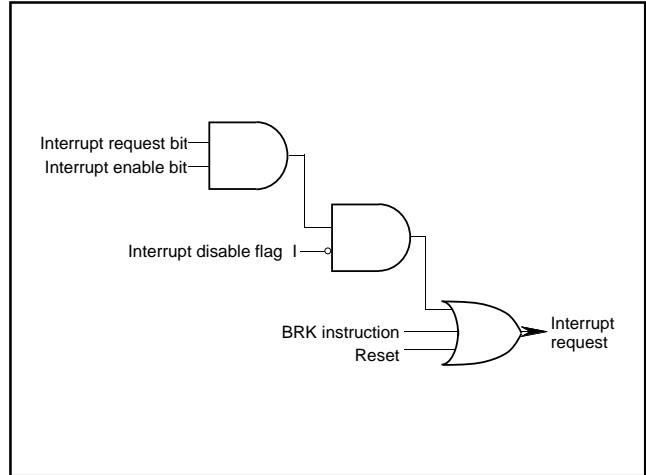 Interrupt request bit
Interrupt enable bit
Interrupt disable flag I
BRK instruction
Reset
Interrupt
request